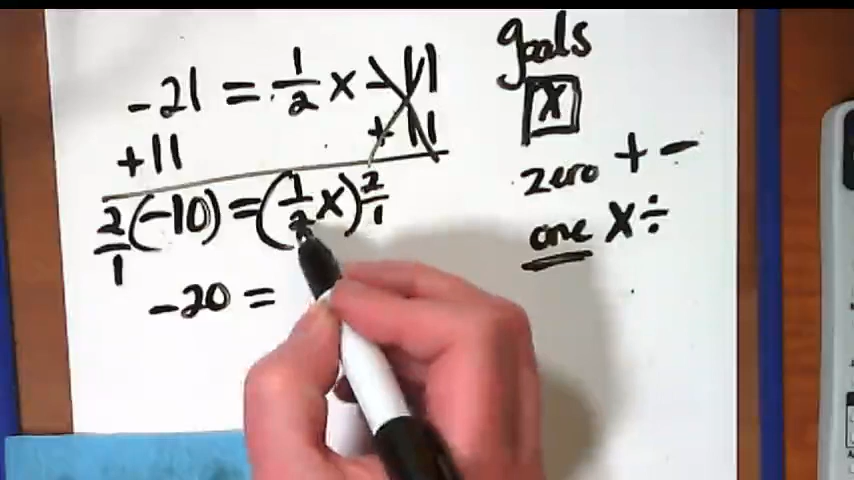 -21 = 1/2 x - 11
+11 + 11
2/1 (-10) = (1/2 x) 2/1
-20 =
goals
x
zero + -
one x ÷